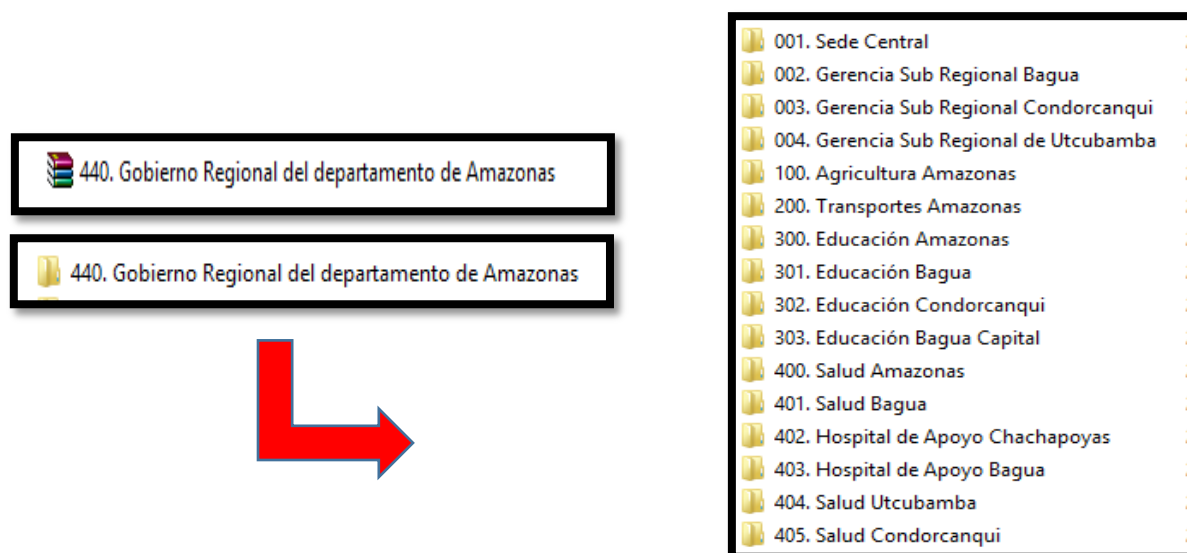 440. Gobierno Regional del departamento de Amazonas
440. Gobierno Regional del departamento de Amazonas
001. Sede Central
002. Gerencia Sub Regional Bagua
003. Gerencia Sub Regional Condorcanqui
004. Gerencia Sub Regional de Utcubamba
100. Agricultura Amazonas
200. Transportes Amazonas
300. Educación Amazonas
301. Educación Bagua
302. Educación Condorcanqui
303. Educación Bagua Capital
400. Salud Amazonas
401. Salud Bagua
402. Hospital de Apoyo Chachapoyas
403. Hospital de Apoyo Bagua
404. Salud Utcubamba
405. Salud Condorcanqui